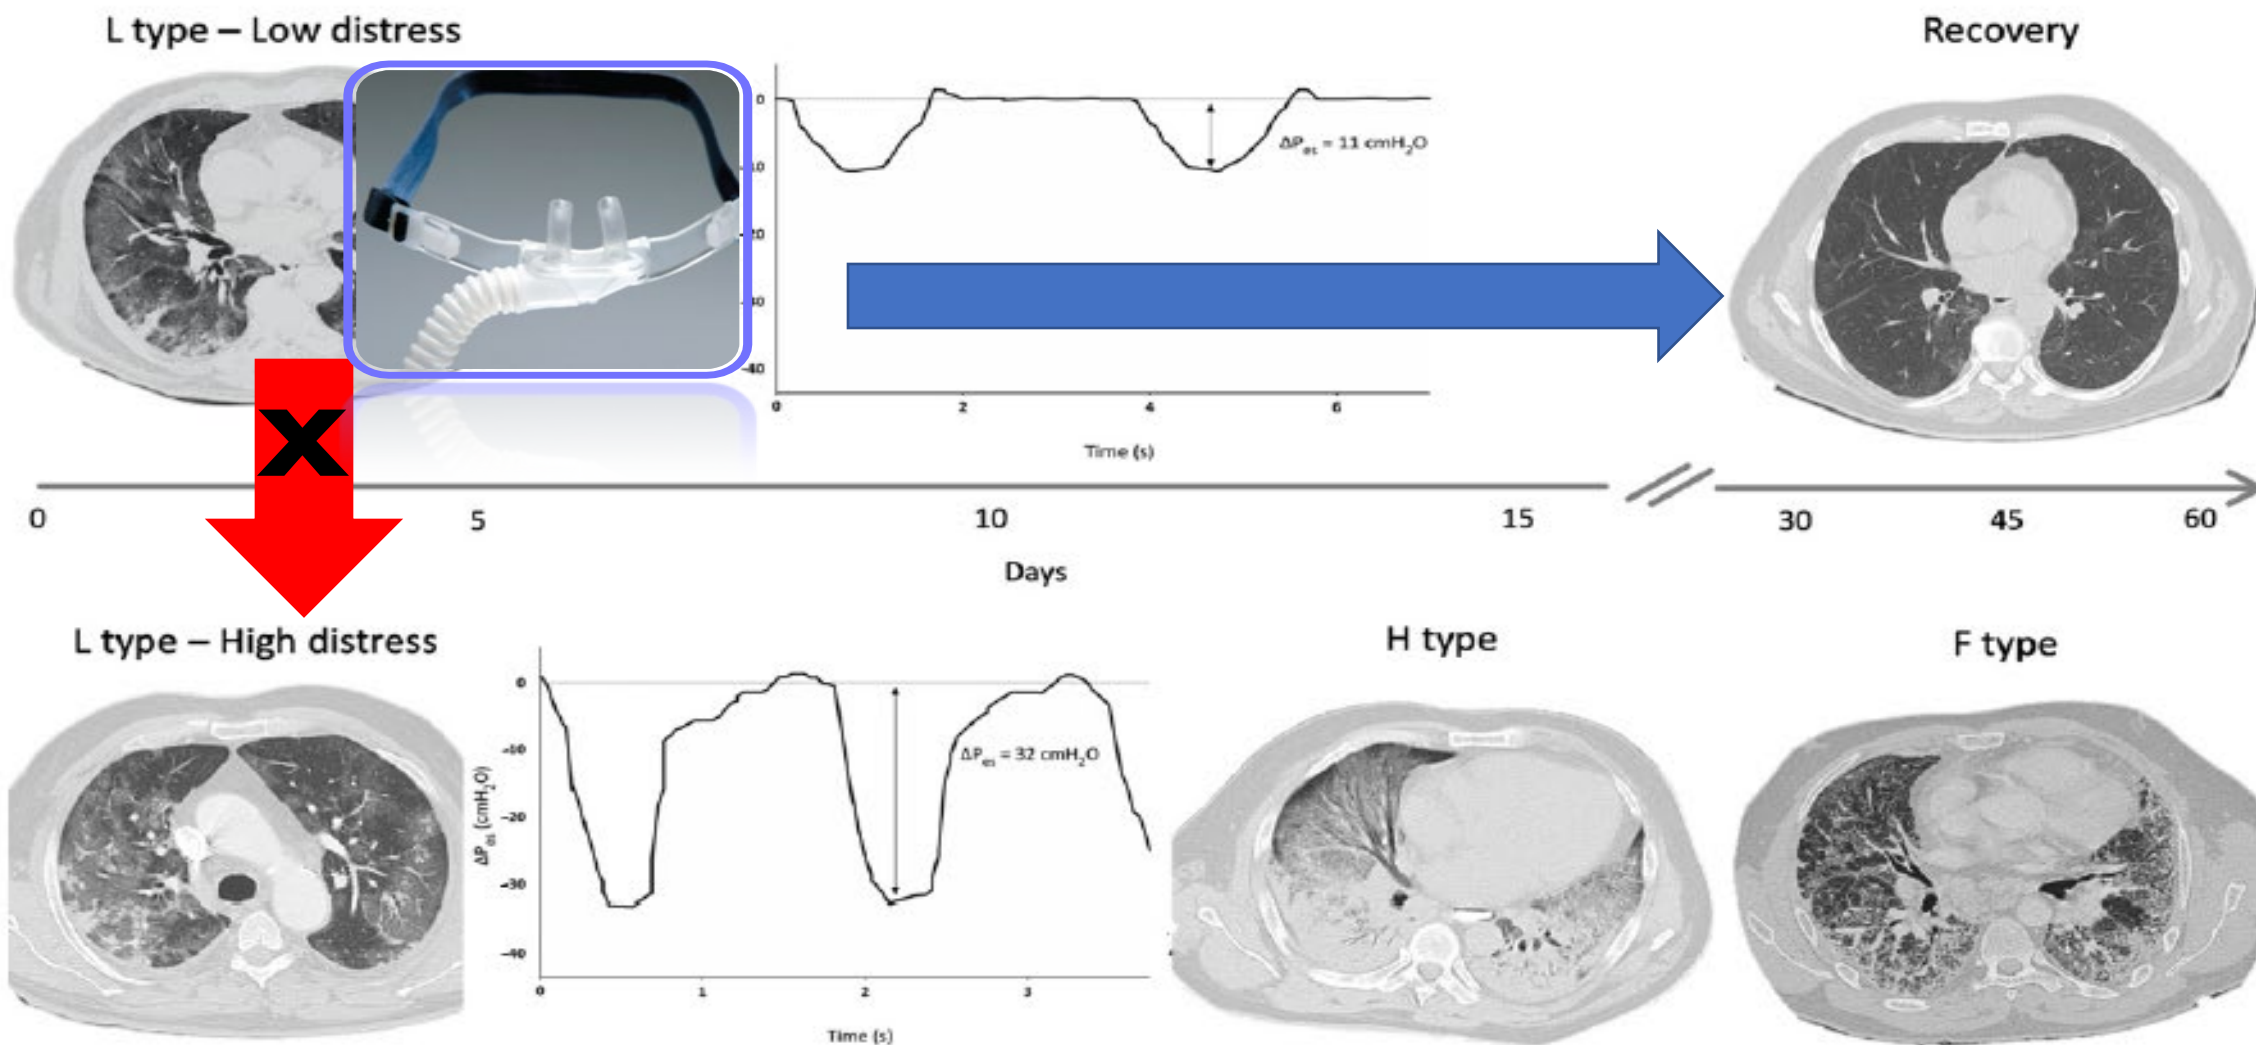 L type – Low distress
Recovery
0
10
20
30
-40
ΔPes = 11 cmH2O
0 2 4 6
Time (s)
0 5 10 15 30 45 60
Days
X
L type – High distress
H type
F type
ΔPes (cmH2O)
0
-10
-20
-30
-40
ΔPes = 32 cmH2O
0 1 2 3
Time (s)